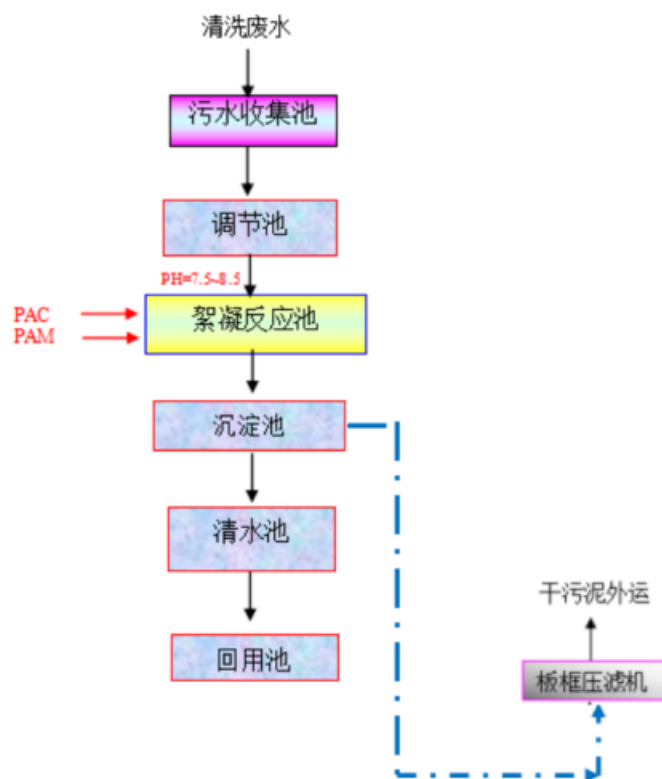 清洗废水
污水收集池
调节池
PH=7.5-8.5
PAC
PAM
絮凝反应池
沉淀池
清水池
回用池
干污泥外运
板框压滤机